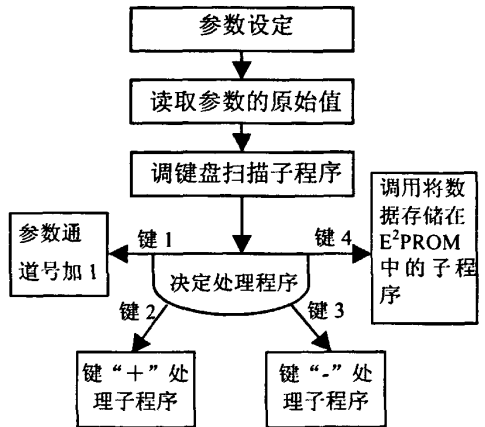 参数设定
读取参数的原始值
调键盘扫描子程序
参数通
道号加1
键1
键4
调用将数
据存储在
E²PROM
中的子程
序
决定处理程序
键2
键3
键“+”处
理子程序
键“-”处
理子程序